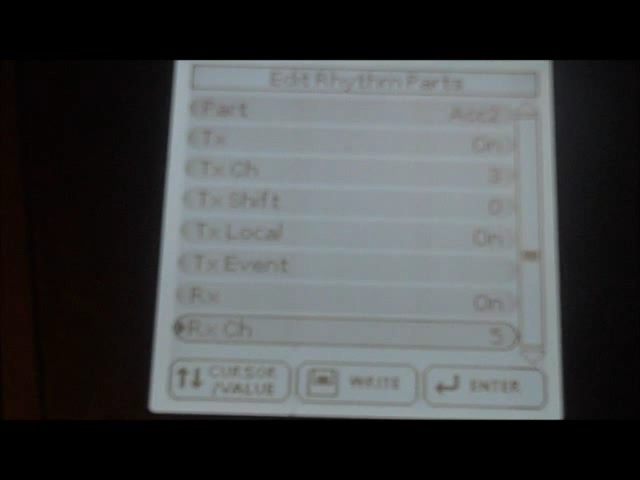 Edit Rhythm Parts
Part Acc2
Tx On
Tx Ch 3
Tx Shift 0
Tx Local On
Tx Event
Rx On
Rx Ch 5
CURSOR /VALUE
WRITE
ENTER